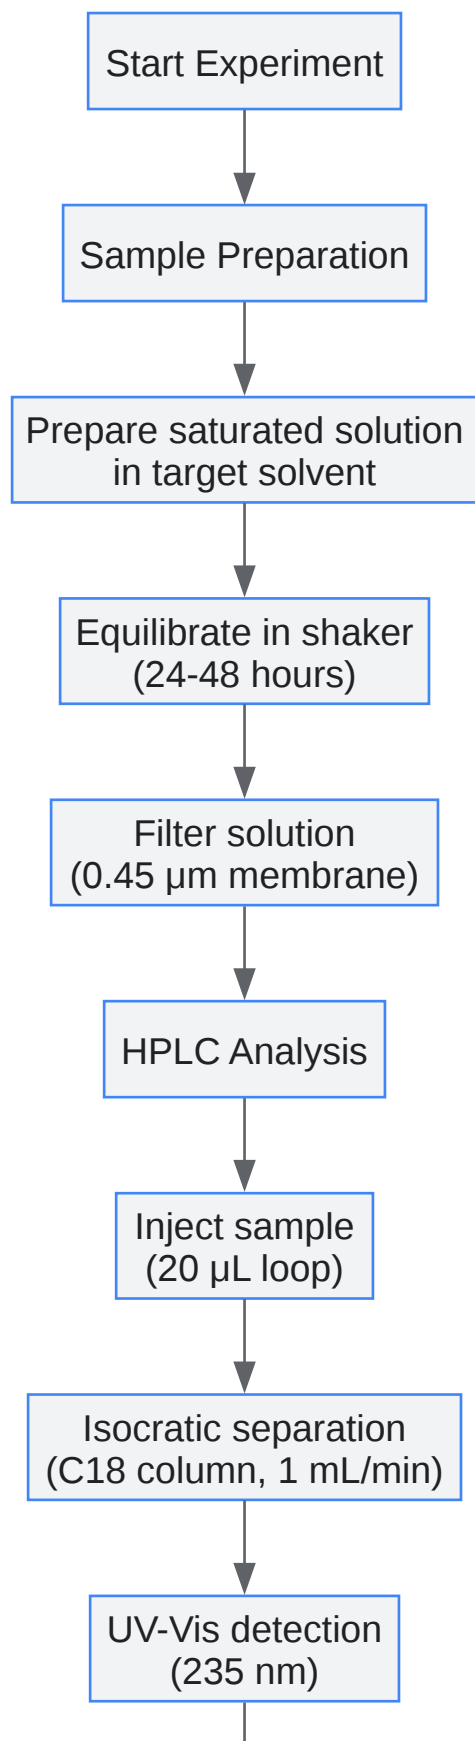 Start Experiment
Sample Preparation
Prepare saturated solution
in target solvent
Equilibrate in shaker
(24-48 hours)
Filter solution
(0.45 μm membrane)
HPLC Analysis
Inject sample
(20 μL loop)
Isocratic separation
(C18 column, 1 mL/min)
UV-Vis detection
(235 nm)